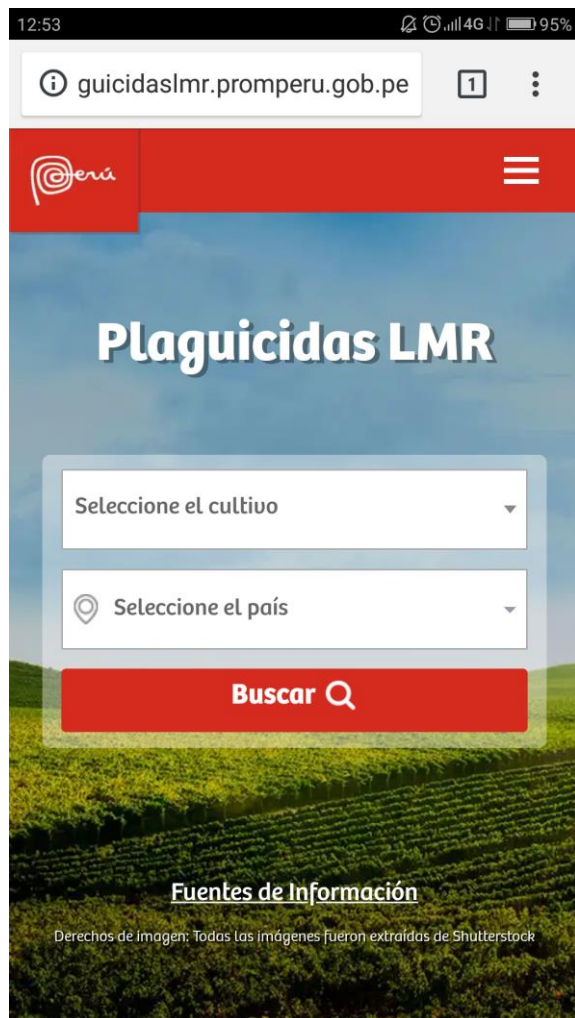 12:53
4G
95%
guicidaslmr.promperu.gob.pe
1
Perú
Plaguicidas LMR
Seleccione el cultivo
Seleccione el país
Buscar
Fuentes de Información
Derechos de imagen: Todas las imágenes fueron extraídas de Shutterstock